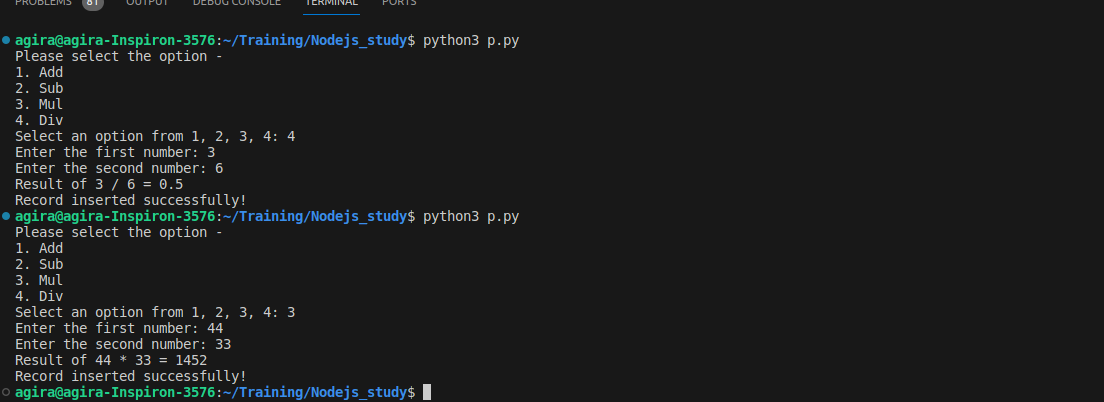 PROBLEMS 81 OUTPUT DEBUG CONSOLE TERMINAL PORTS
agira@agira-Inspiron-3576:~/Training/Nodejs_study$ python3 p.py
Please select the option -
1. Add
2. Sub
3. Mul
4. Div
Select an option from 1, 2, 3, 4: 4
Enter the first number: 3
Enter the second number: 6
Result of 3 / 6 = 0.5
Record inserted successfully!
agira@agira-Inspiron-3576:~/Training/Nodejs_study$ python3 p.py
Please select the option -
1. Add
2. Sub
3. Mul
4. Div
Select an option from 1, 2, 3, 4: 3
Enter the first number: 44
Enter the second number: 33
Result of 44 * 33 = 1452
Record inserted successfully!
agira@agira-Inspiron-3576:~/Training/Nodejs_study$